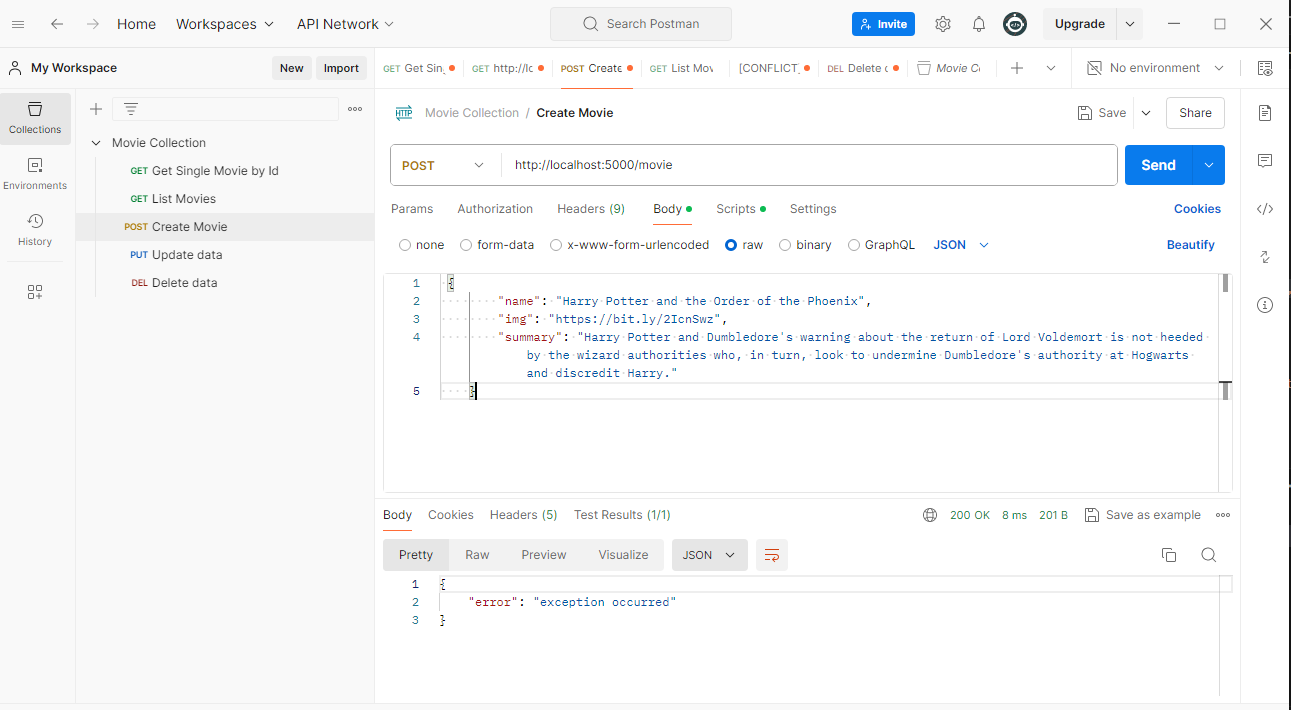 Home Workspaces API Network Search Postman Invite Upgrade
My Workspace New Import GET Get Sin HTTP GET http://lo POST Create GET List Mov [CONFLICT] DEL Delete Movie C No environment
Collections
Environments
History
Movie Collection
GET Get Single Movie by Id
GET List Movies
POST Create Movie
PUT Update data
DEL Delete data
HTTP Movie Collection / Create Movie Save Share
POST http://localhost:5000/movie Send
Params Authorization Headers (9) Body Scripts Settings Cookies
none form-data x-www-form-urlencoded raw binary GraphQL JSON Beautify
1 {
2 "name": "Harry Potter and the Order of the Phoenix",
3 "img": "https://bit.ly/2IcnSwz",
4 "summary": "Harry Potter and Dumbledore's warning about the return of Lord Voldemort is not heeded
by the wizard authorities who, in turn, look to undermine Dumbledore's authority at Hogwarts
and discredit Harry."
5 }
Body Cookies Headers (5) Test Results (1/1) 200 OK 8 ms 201 B Save as example
Pretty Raw Preview Visualize JSON
1 {
2 "error": "exception occurred"
3 }